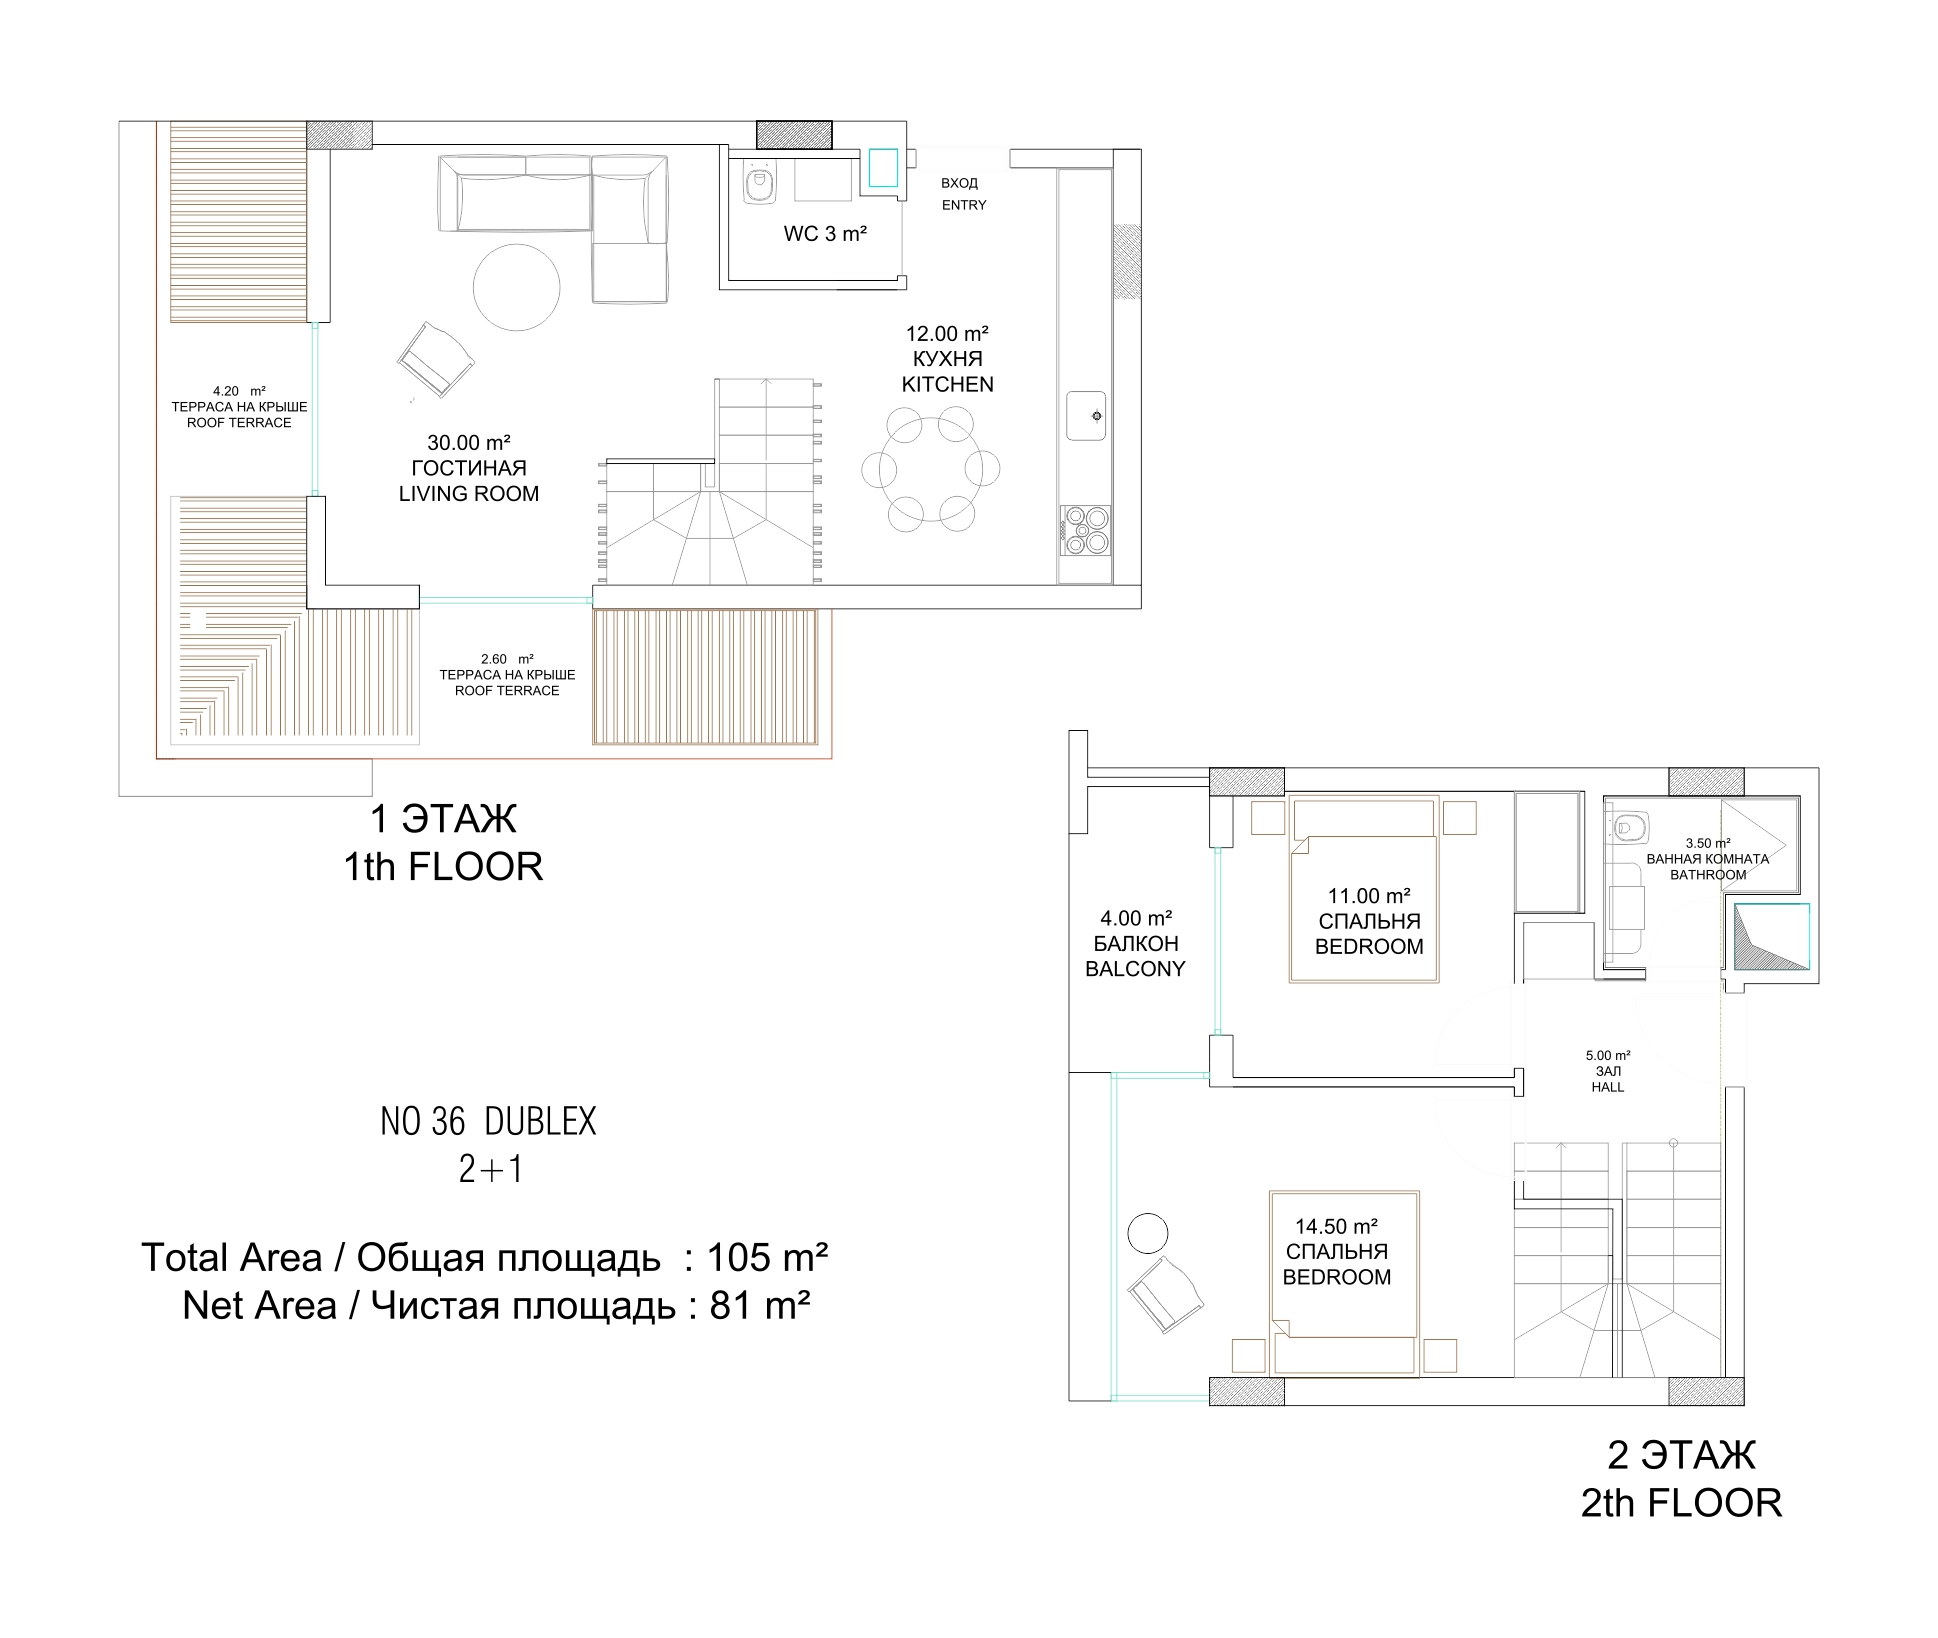 ВХОД
ENTRY
WC 3 m²
12.00 m²
КУХНЯ
KITCHEN
4.20 m²
ТЕРРАСА НА КРЫШЕ
ROOF TERRACE
30.00 m²
ГОСТИНАЯ
LIVING ROOM
2.60 m²
ТЕРРАСА НА КРЫШЕ
ROOF TERRACE
1 ЭТАЖ
1th FLOOR
3.50 m²
ВАННАЯ КОМНАТА
BATHROOM
11.00 m²
СПАЛЬНЯ
BEDROOM
4.00 m²
БАЛКОН
BALCONY
5.00 m²
ЗАЛ
HALL
14.50 m²
СПАЛЬНЯ
BEDROOM
2 ЭТАЖ
2th FLOOR
NO 36 DUBLEX
2+1
Total Area / Общая площадь : 105 m²
Net Area / Чистая площадь : 81 m²